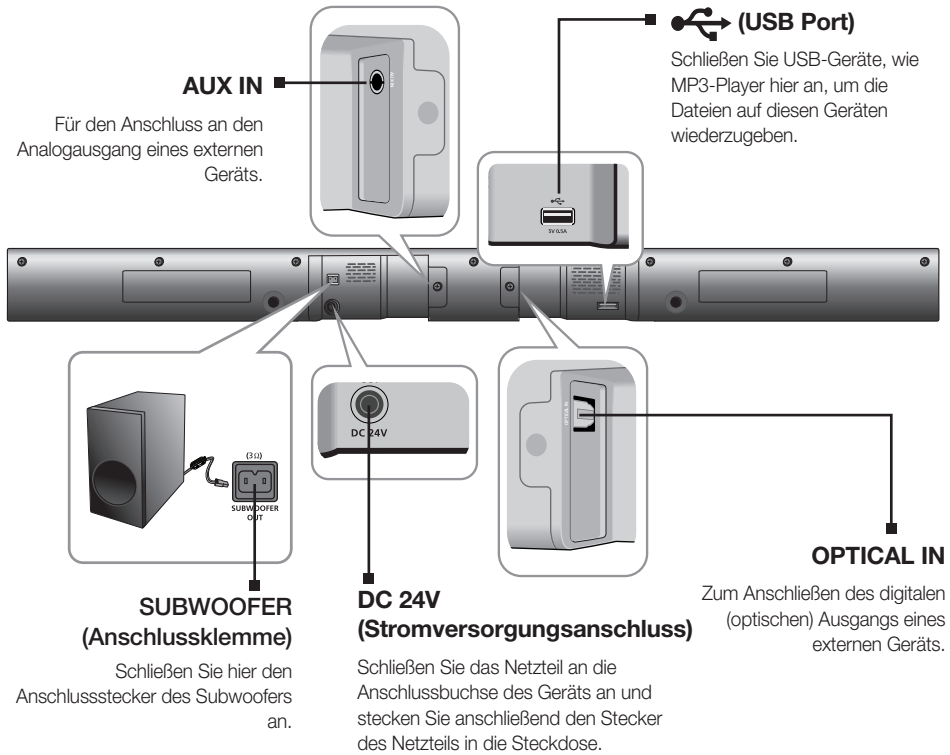 AUX IN
Für den Anschluss an den
Analogausgang eines externen
Geräts.
(USB Port)
Schließen Sie USB-Geräte, wie
MP3-Player hier an, um die
Dateien auf diesen Geräten
wiederzugeben.
5V 0.5A
(3Ω)
SUBWOOFER
OUT
DC 24V
OPTICAL IN
SUBWOOFER
(Anschlussklemme)
Schließen Sie hier den
Anschlussstecker des Subwoofers
an.
DC 24V
(Stromversorgungsanschluss)
Schließen Sie das Netzteil an die
Anschlussbuchse des Geräts an und
stecken Sie anschließend den Stecker
des Netzteils in die Steckdose.
OPTICAL IN
Zum Anschließen des digitalen
(optischen) Ausgangs eines
externen Geräts.